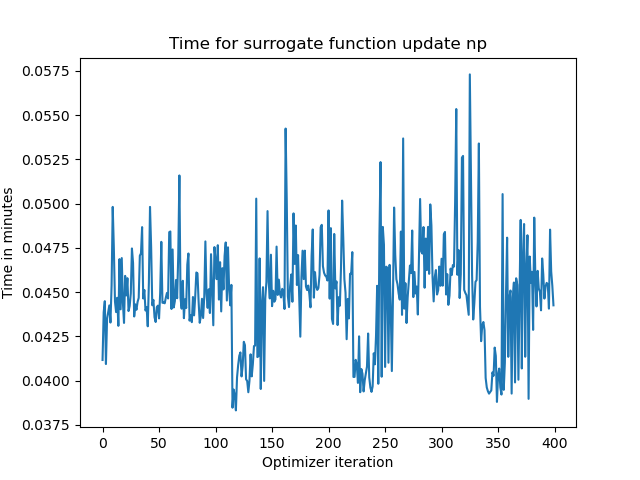 Time for surrogate function update np
Time in minutes
0.0575
0.0550
0.0525
0.0500
0.0475
0.0450
0.0425
0.0400
0.0375
0 50 100 150 200 250 300 350 400
Optimizer iteration